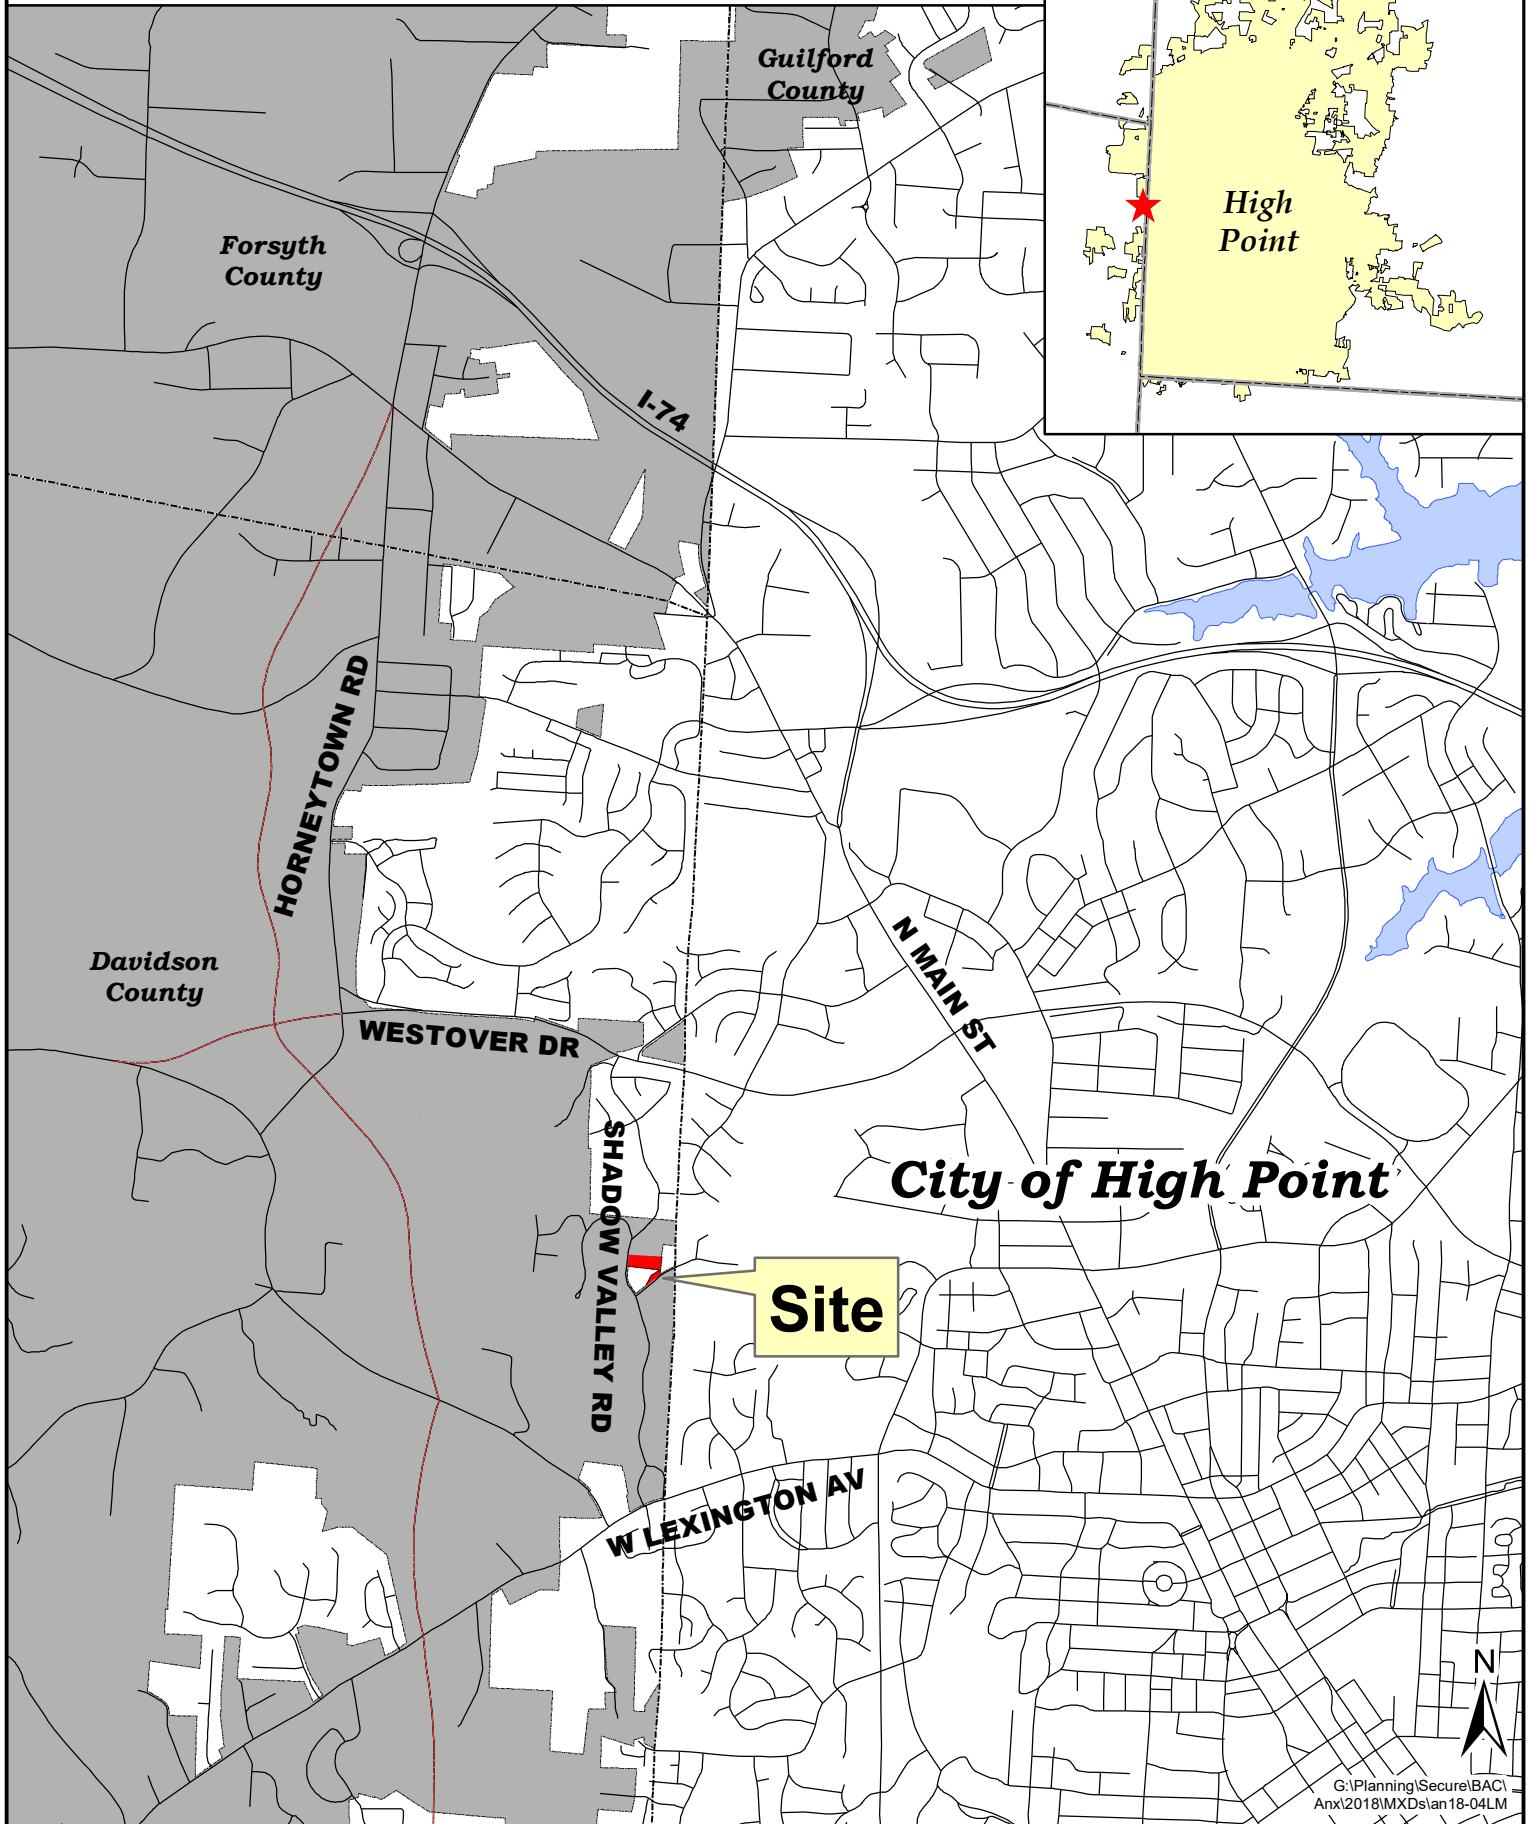 Guilford
County
High
Point
Forsyth
County
I-74
HORNEYTOWN RD
N MAIN ST
Davidson
County
WESTOVER DR
SHADOW VALLEY RD
City of High Point
Site
W LEXINGTON AV
N
G:\Planning\Secure\BAC\
Anx\2018\MXDs\an18-04LM